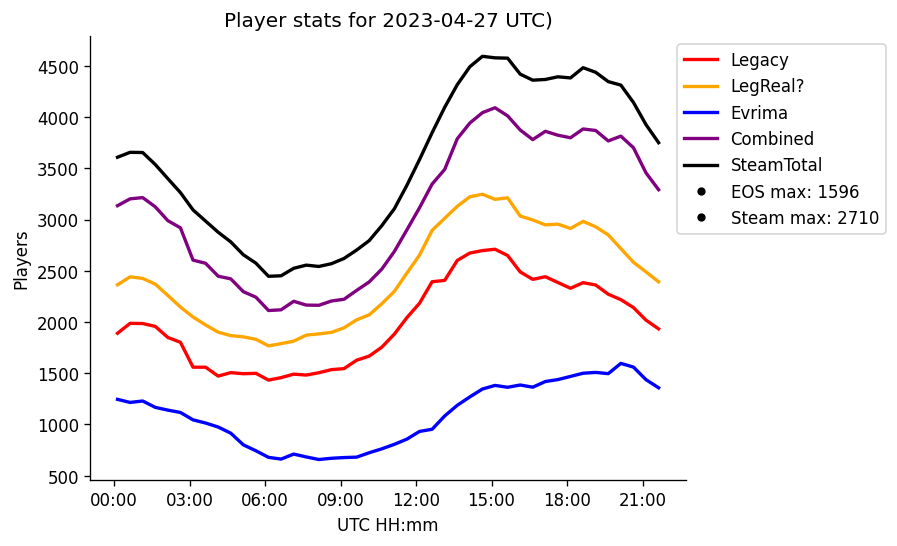 Player stats for 2023-04-27 UTC)
Players
4500
4000
3500
3000
2500
2000
1500
1000
500
00:00 03:00 06:00 09:00 12:00 15:00 18:00 21:00
UTC HH:mm
Legacy
LegReal?
Evrima
Combined
SteamTotal
EOS max: 1596
Steam max: 2710